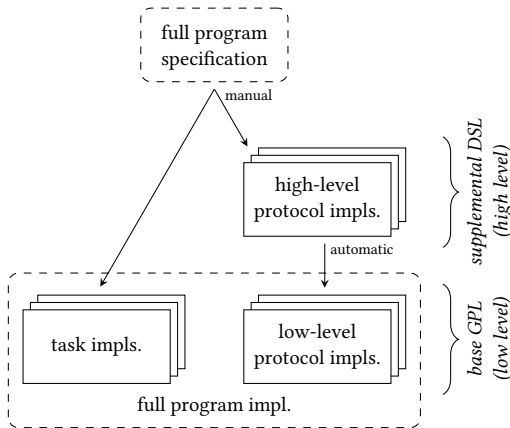 full program
specification
manual
high-level
protocol impls.
supplemental DSL
(high level)
automatic
task impls.
low-level
protocol impls.
base GPL
(low level)
full program impl.